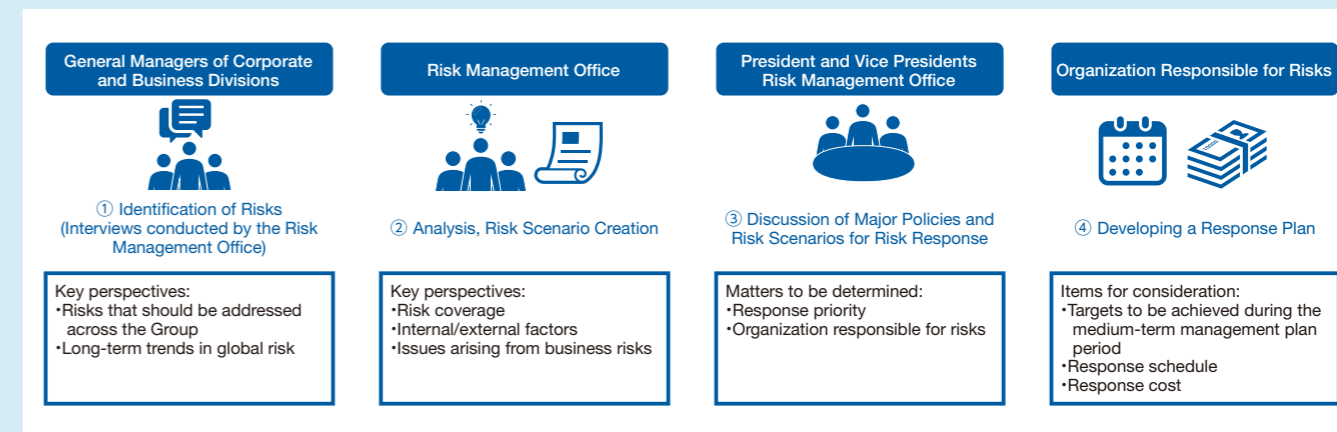 General Managers of Corporate
and Business Divisions
① Identification of Risks
(Interviews conducted by the Risk
Management Office)
Key perspectives:
・Risks that should be addressed
across the Group
・Long-term trends in global risk
Risk Management Office
② Analysis, Risk Scenario Creation
Key perspectives:
・Risk coverage
・Internal/external factors
・Issues arising from business risks
President and Vice Presidents
Risk Management Office
③ Discussion of Major Policies and
Risk Scenarios for Risk Response
Matters to be determined:
・Response priority
・Organization responsible for risks
Organization Responsible for Risks
④ Developing a Response Plan
Items for consideration:
・Targets to be achieved during the
medium-term management plan
period
・Response schedule
・Response cost